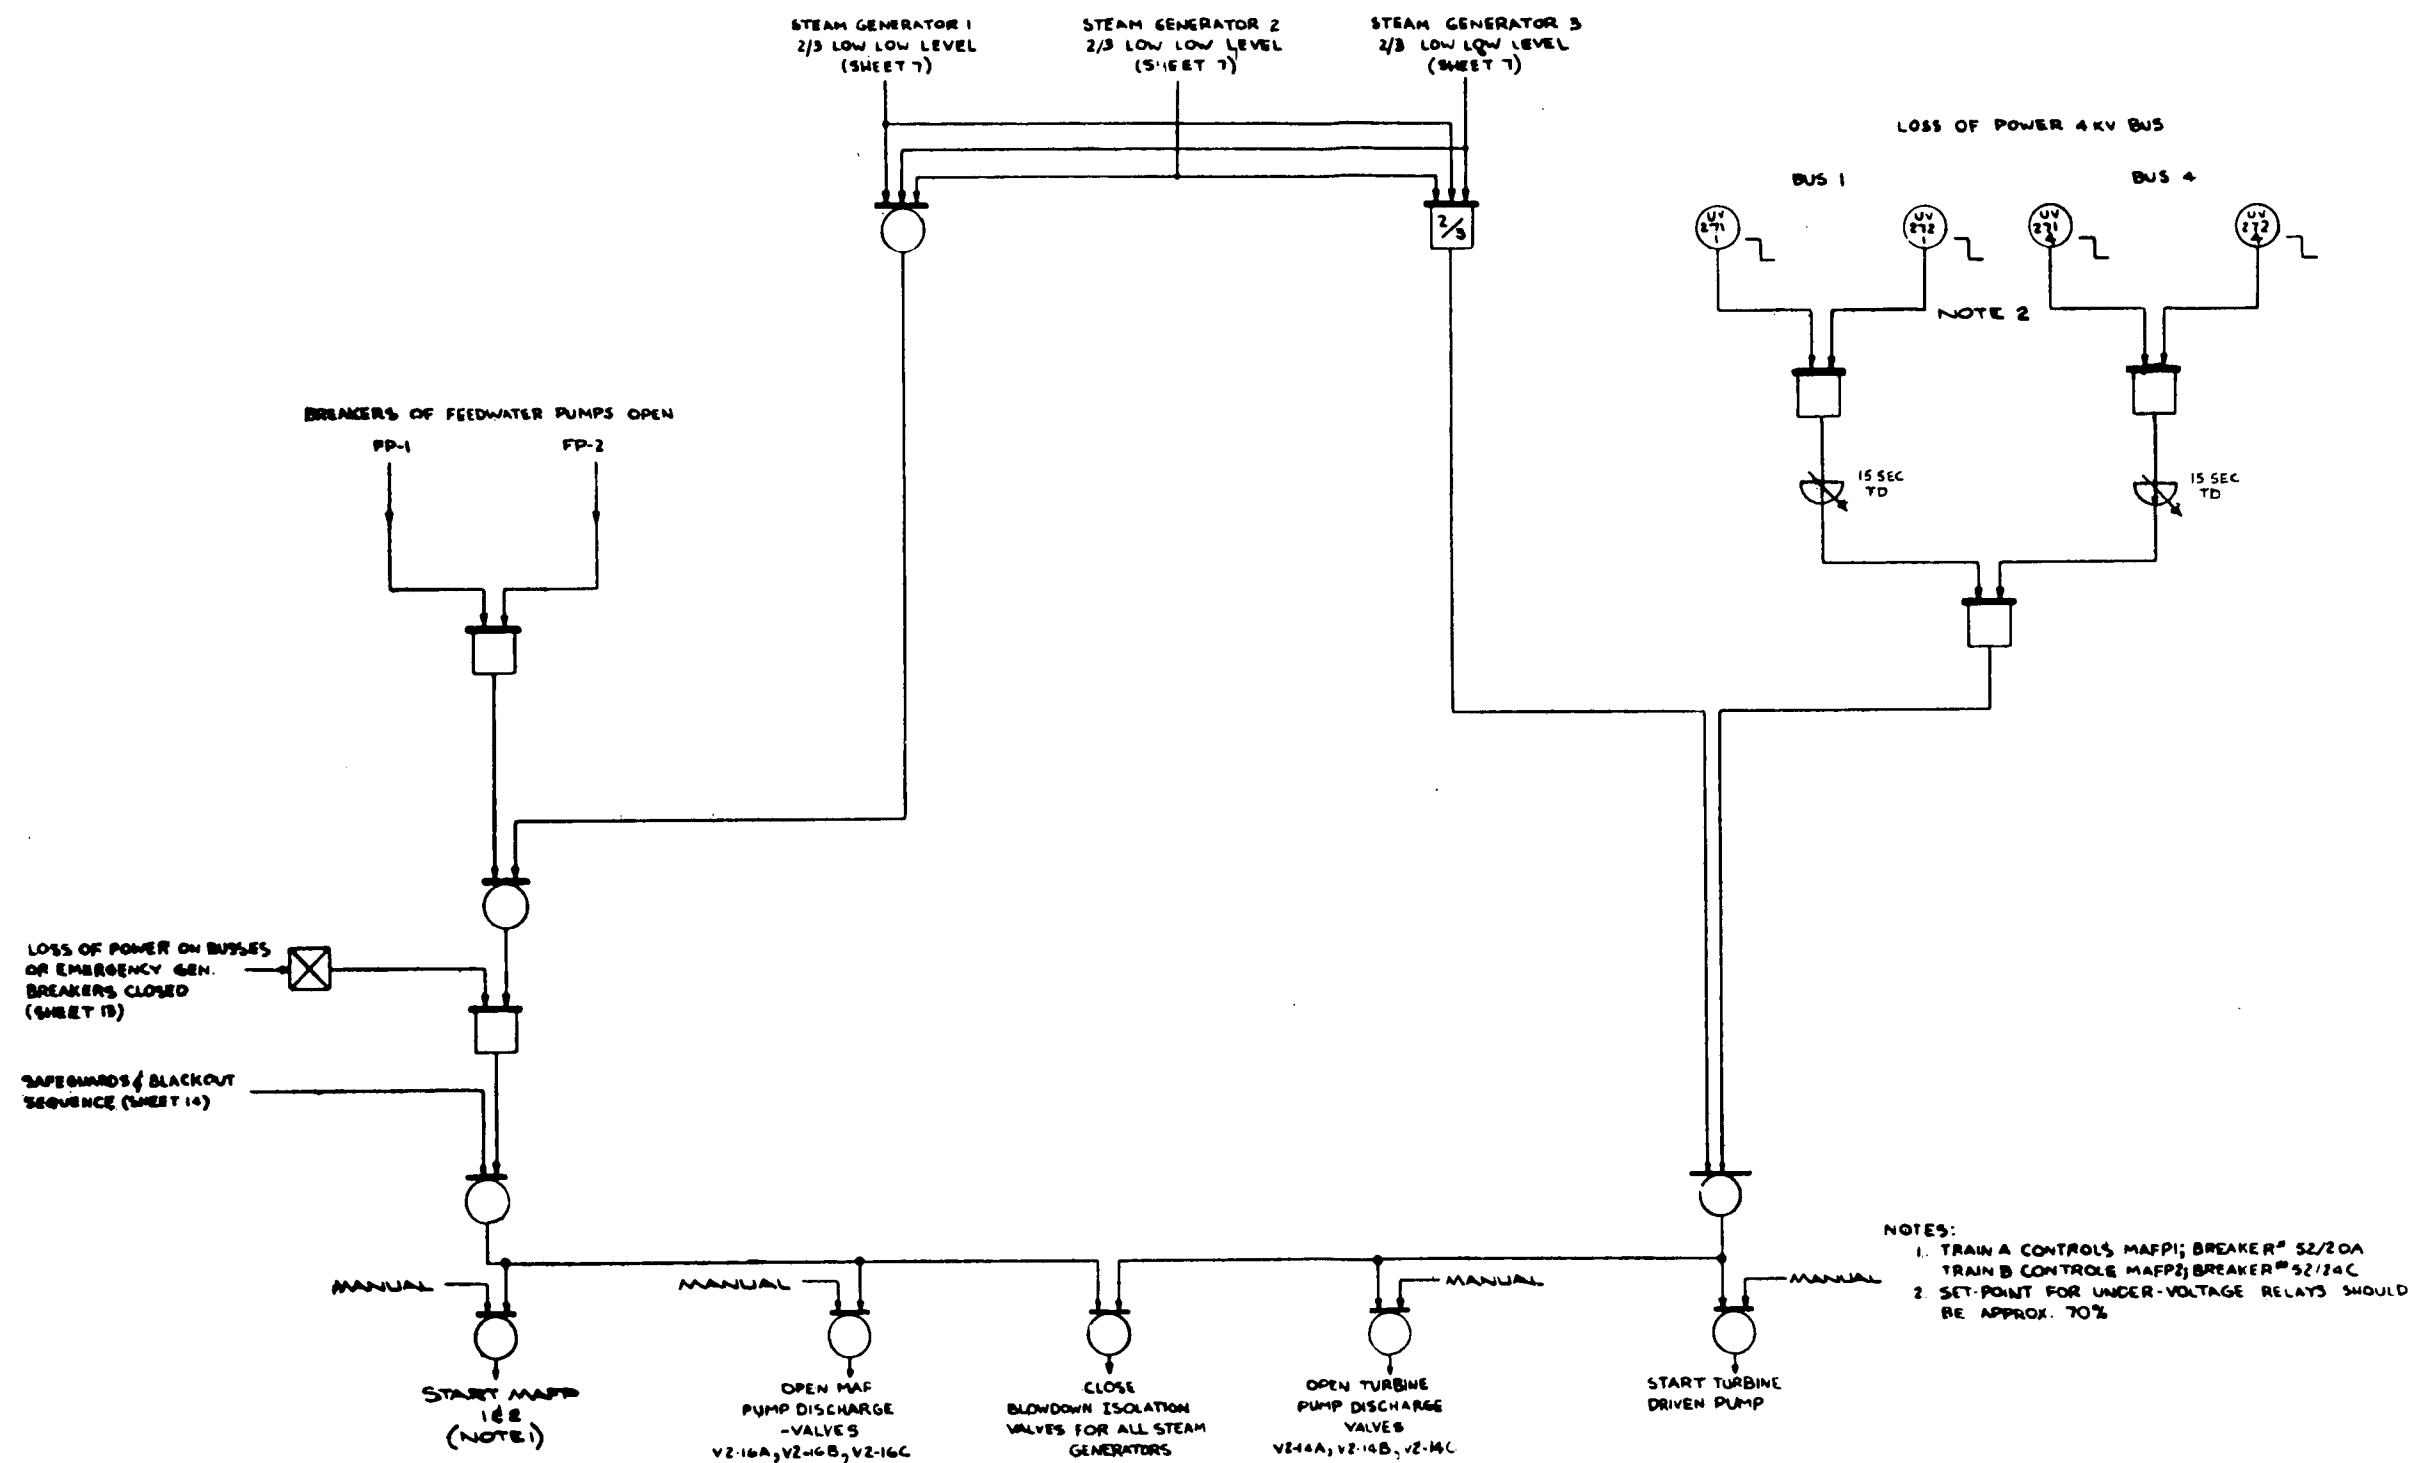 STEAM GENERATOR 1
2/3 LOW LOW LEVEL
(SHEET 7)
STEAM GENERATOR 2
2/3 LOW LOW LEVEL
(SHEET 7)
STEAM GENERATOR 3
2/3 LOW LOW LEVEL
(SHEET 7)
LOSS OF POWER 4 KV BUS
BUS 1
BUS 4
UV
271
1
UV
272
1
UV
271
4
UV
272
4
2/3
NOTE 2
BREAKERS OF FEEDWATER PUMPS OPEN
FP-1
FP-2
15 SEC
TD
15 SEC
TD
LOSS OF POWER ON BUSSES
OR EMERGENCY GEN.
BREAKERS CLOSED
(SHEET 13)
SAFEGUARDS & BLACKOUT
SEQUENCE (SHEET 14)
NOTES:
1. TRAIN A CONTROLS MAFP1; BREAKER# 52/20A
TRAIN B CONTROLS MAFP2; BREAKER# 52/24C
2. SET-POINT FOR UNDER-VOLTAGE RELAYS SHOULD
BE APPROX. 70%
MANUAL
MANUAL
MANUAL
MANUAL
START MAFP
1 & 2
(NOTE 1)
OPEN MAF
PUMP DISCHARGE
-VALVES
V2-16A, V2-16B, V2-16C
CLOSE
BLOWDOWN ISOLATION
VALVES FOR ALL STEAM
GENERATORS
OPEN TURBINE
PUMP DISCHARGE
VALVES
V2-14A, V2-14B, V2-14C
START TURBINE
DRIVEN PUMP